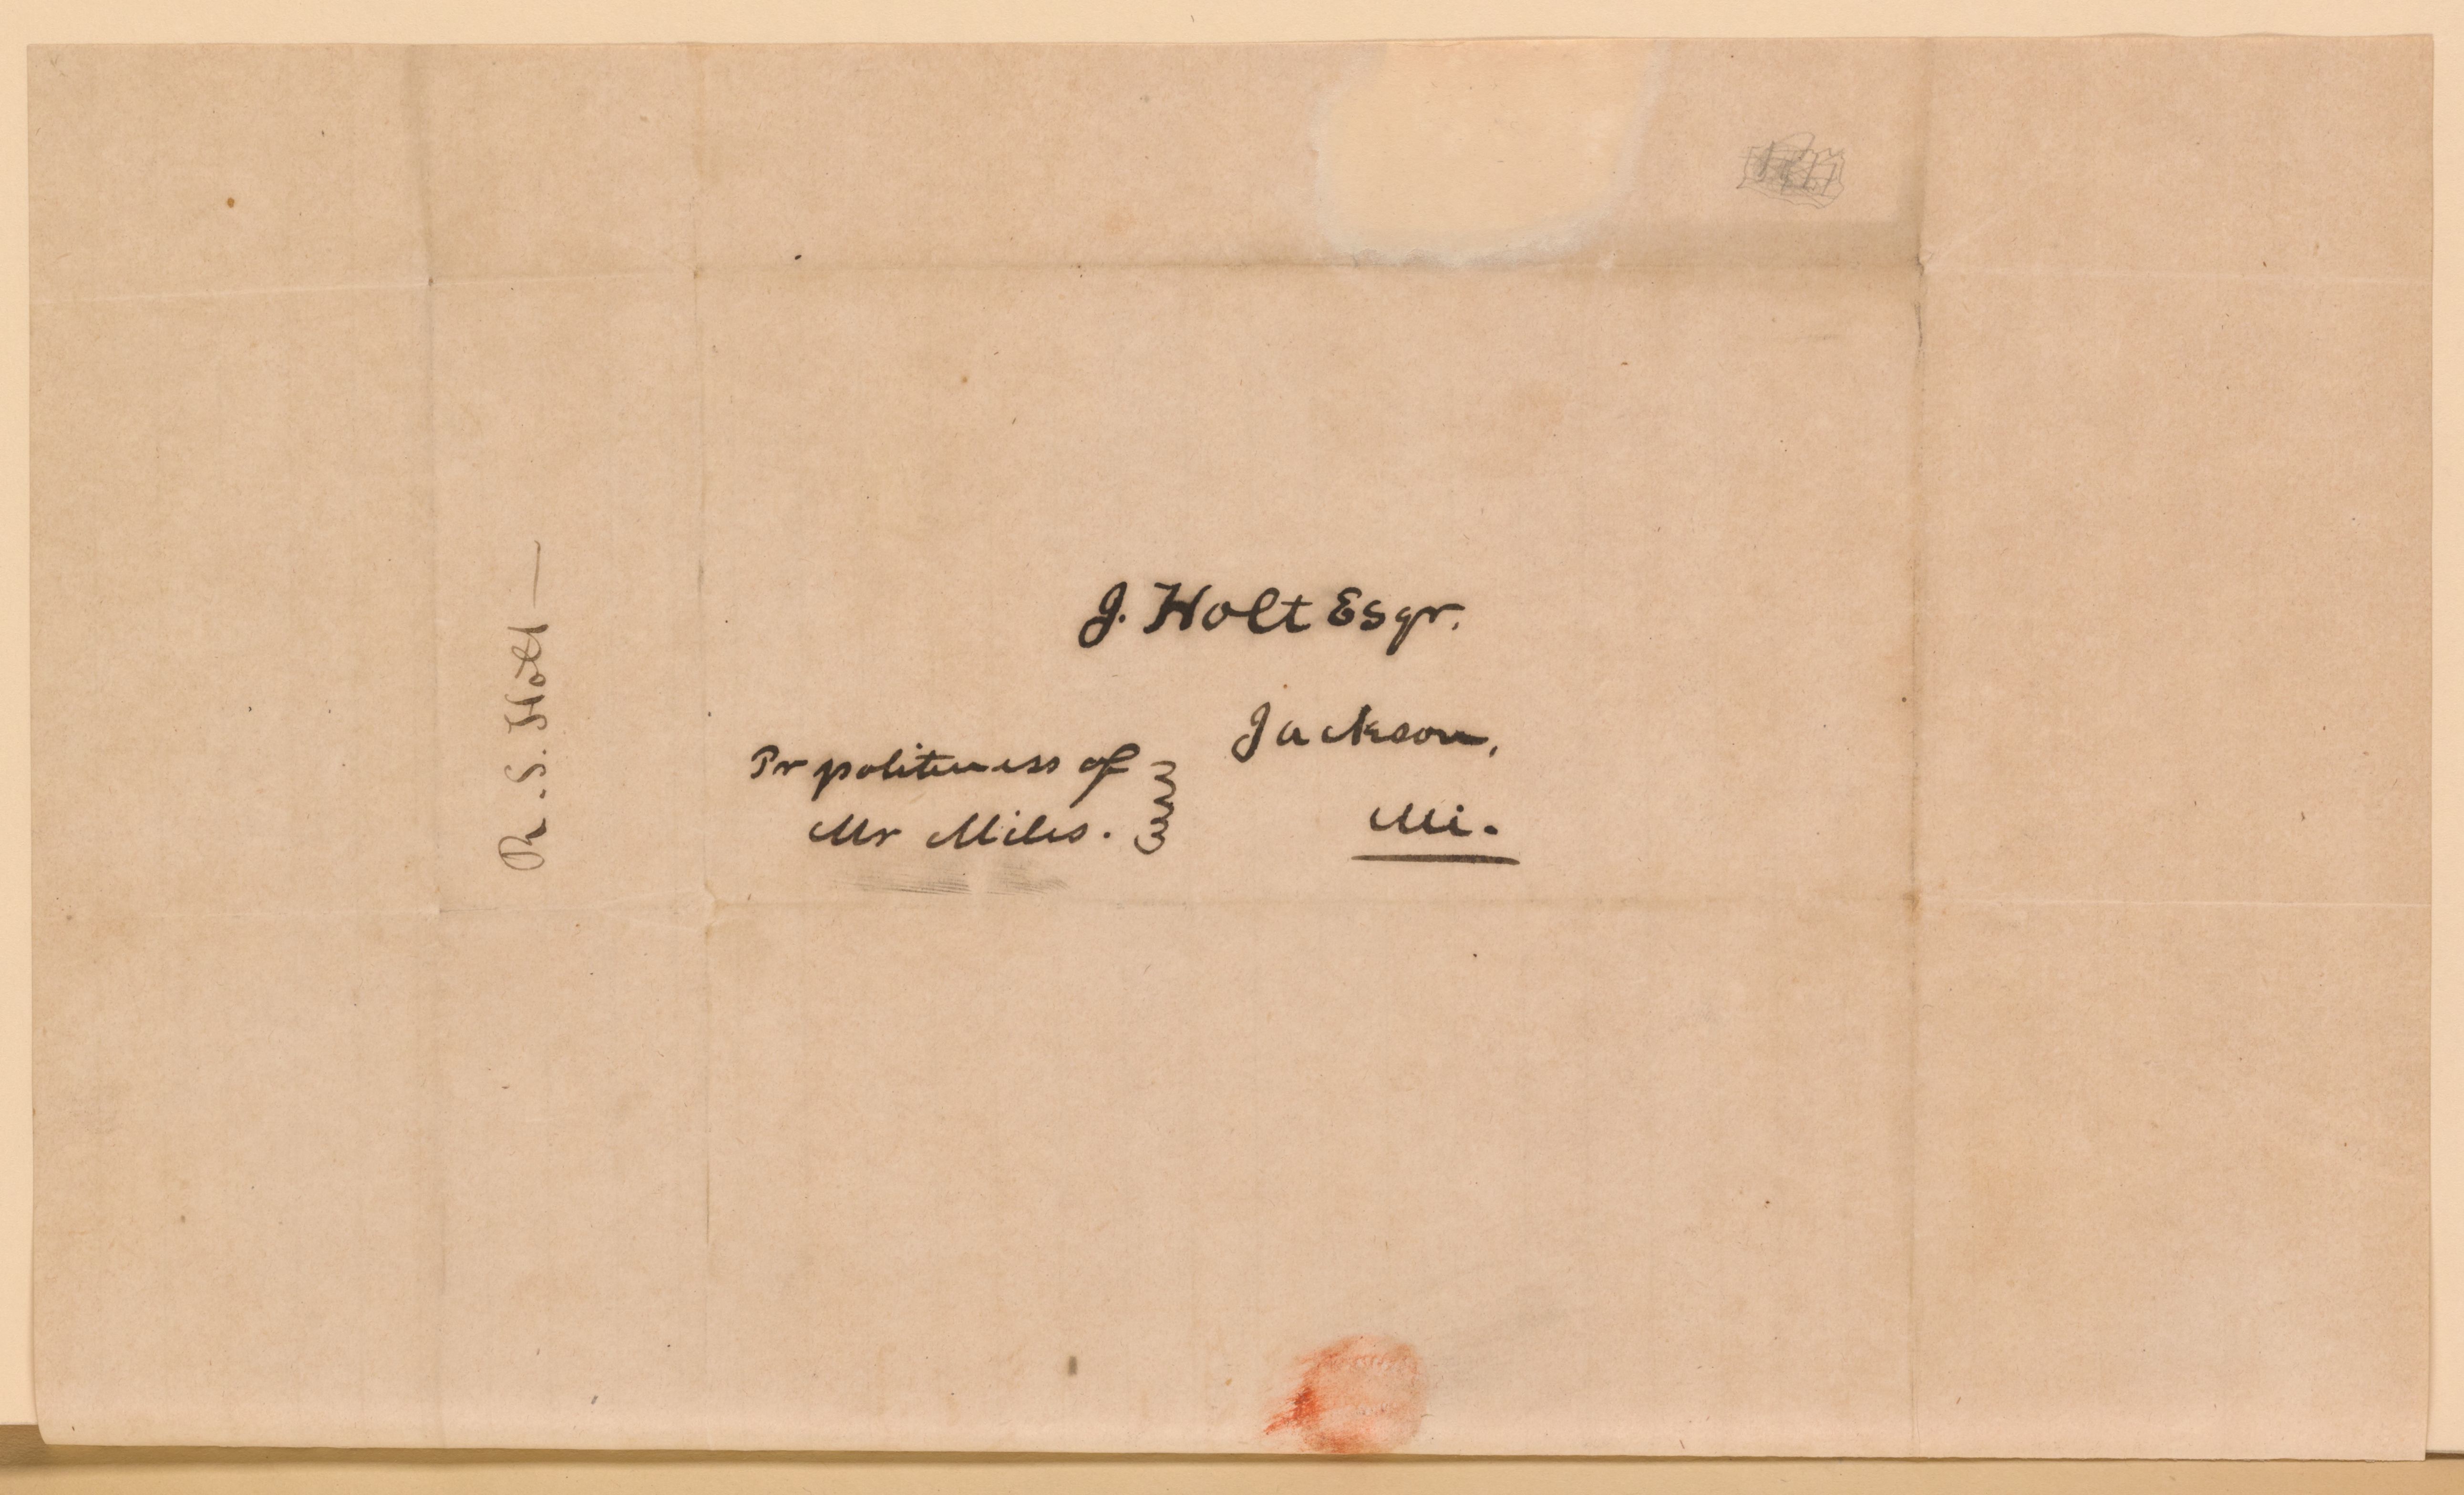 R. S. Holt —
J. Holt Esqr.
Jackson,
Mi.
Pr politeness of
Mr Miles.